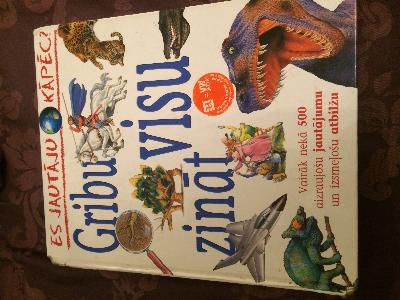 ES JAUTĀJU KĀPĒC?
Gribu
visu
zināt
Vairāk nekā 500
aizraujošu jautājumu
un izsmeļošu atbilžu